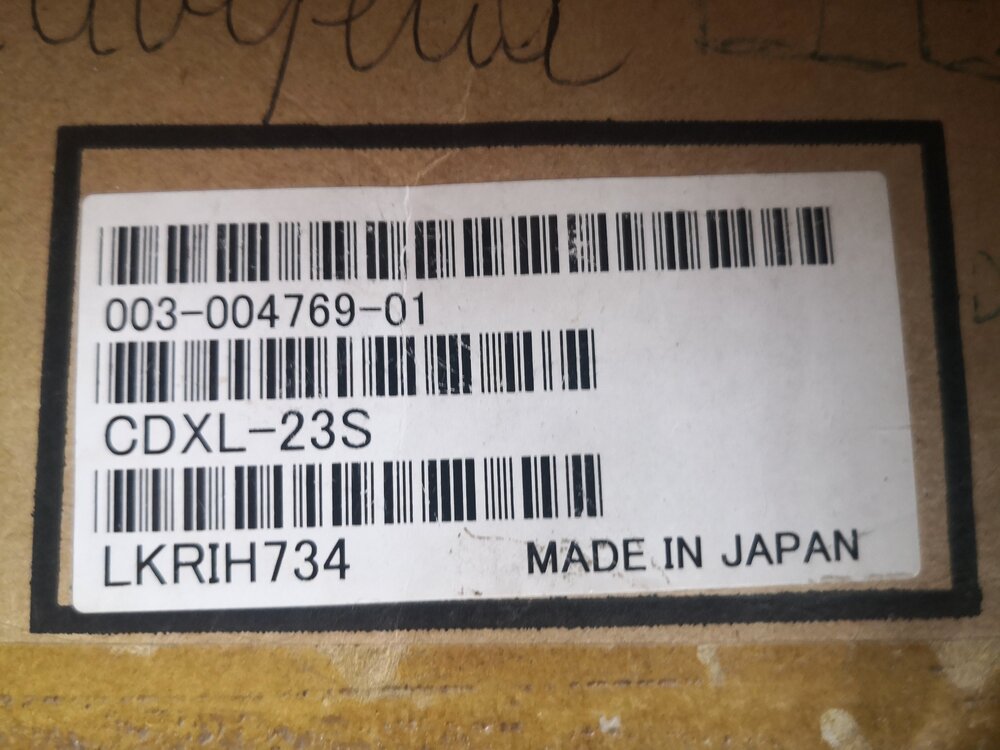 003-004769-01
CDXL-23S
LKRIH734
MADE IN JAPAN